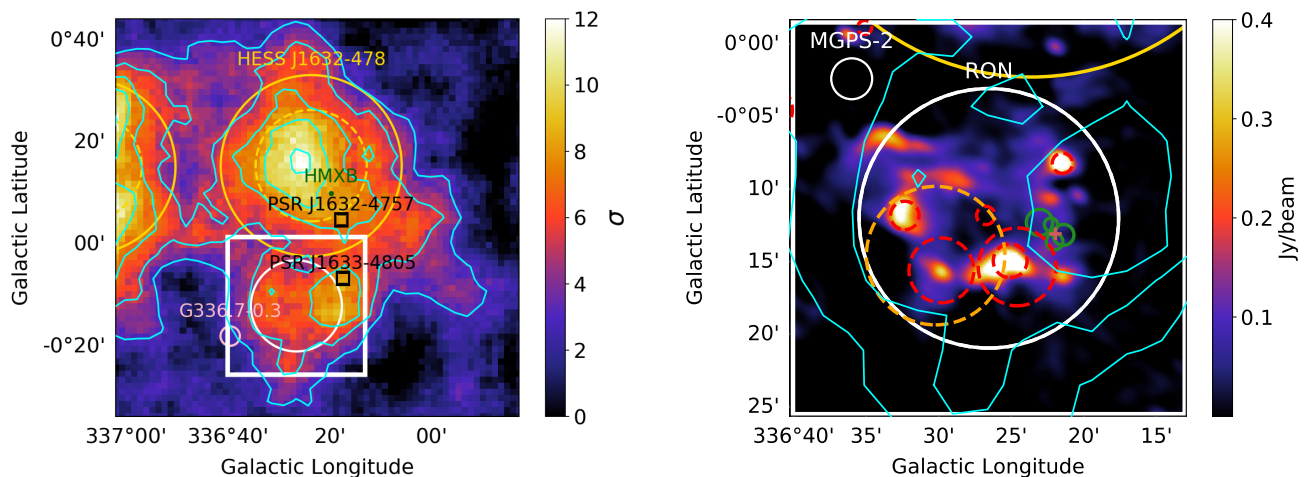 0°40'
20'
00'
-0°20'
Galactic Latitude
337°00'
336°40'
20'
00'
Galactic Longitude
HESS J1632-478
HMXB
PSR J1632-4757
PSR J1633-4805
G336.7-0.3
12
10
8
6
4
2
0
σ
0°00'
-0°05'
10'
15'
20'
25'
Galactic Latitude
336°40'
30'
25'
20'
15'
Galactic Longitude
MGPS-2
RON
0.4
0.3
0.2
0.1
Jy/beam